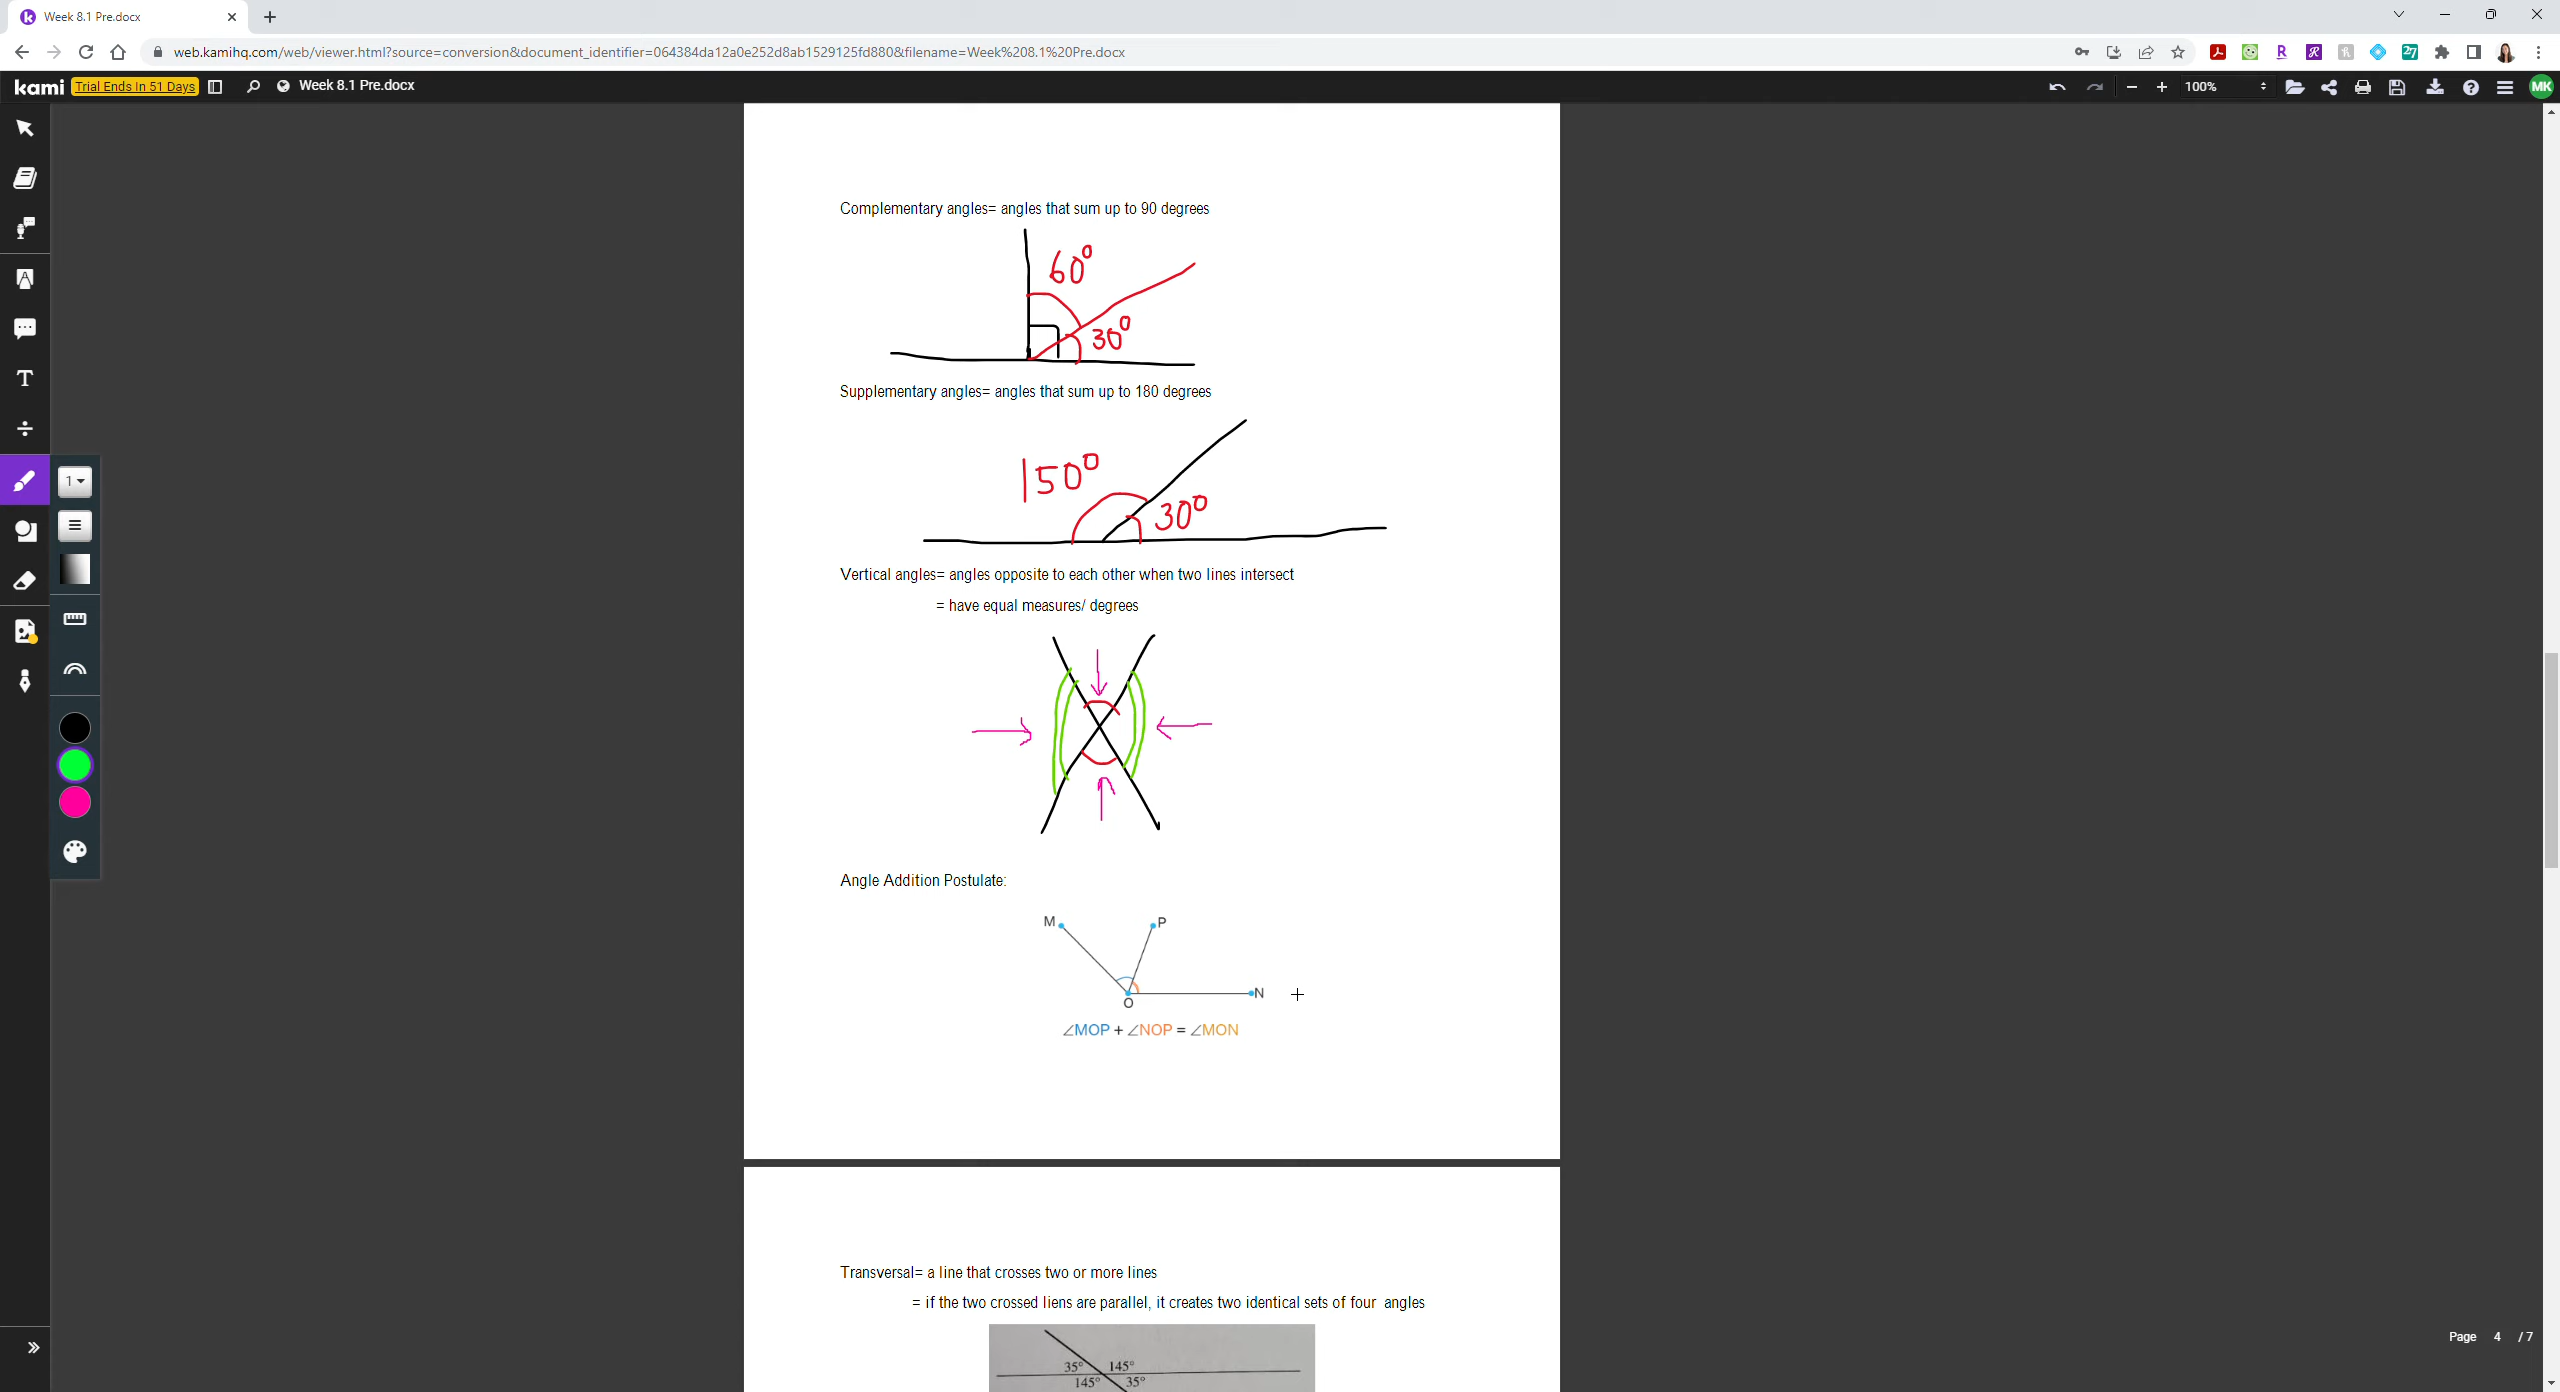 Week 8.1 Pre.docx
web.kamihq.com/web/viewer.html?source=conversion&document_identifier=064384da12a0e252d8ab1529125fd880&filename=Week%208.1%20Pre.docx
kami Trial Ends In 51 Days Week 8.1 Pre.docx 100% MK
Complementary angles= angles that sum up to 90 degrees
60°
30°
Supplementary angles= angles that sum up to 180 degrees
150°
30°
Vertical angles= angles opposite to each other when two lines intersect
= have equal measures/ degrees
Angle Addition Postulate:
M P
O N
∠MOP + ∠NOP = ∠MON
Transversal= a line that crosses two or more lines
= if the two crossed liens are parallel, it creates two identical sets of four angles
35° 145°
145° 35°
1
T
Page 4 / 7